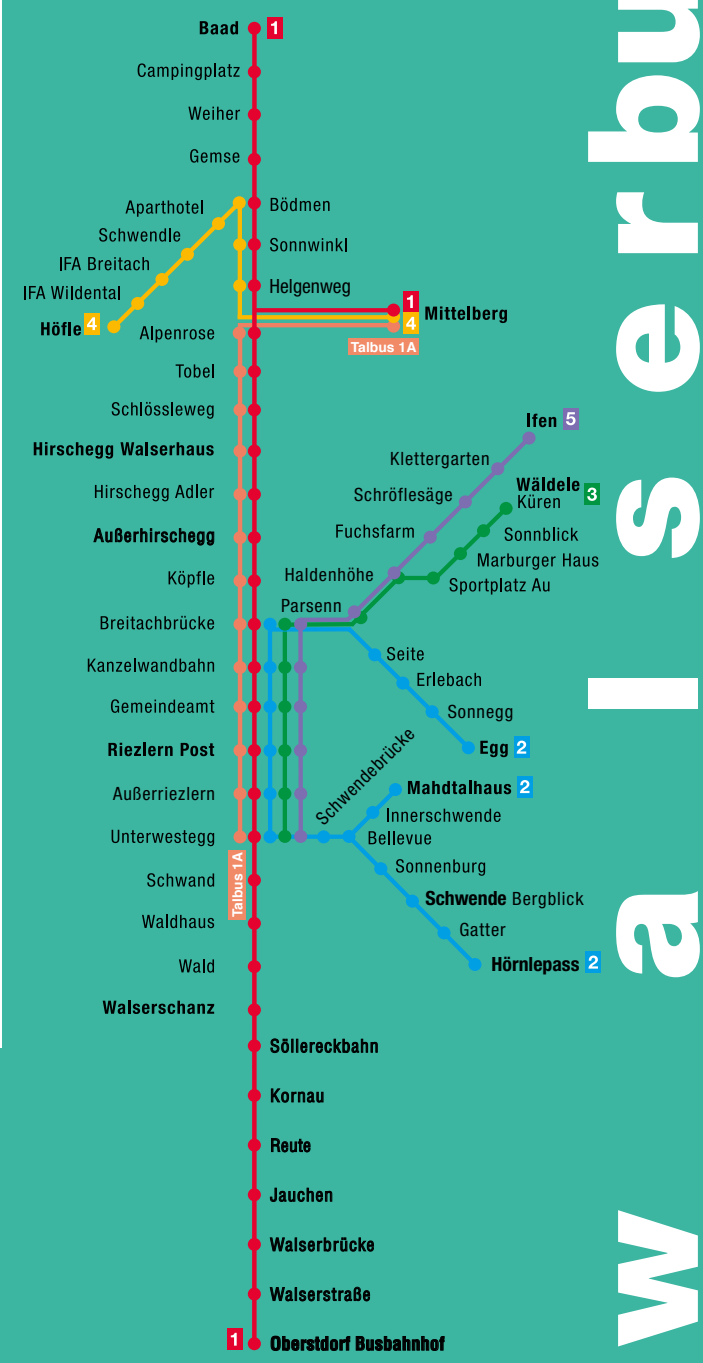 Baad 1
Campingplatz
Weiher
Gemse
Bödmen
Sonnwinkl
Helgenweg
Aparthotel
Schwendle
IFA Breitach
IFA Wildental
Höfle 4
1
4
Mittelberg
Talbus 1A
Alpenrose
Tobel
Schlössleweg
Hirschegg Walserhaus
Hirschegg Adler
Außerhirschegg
Köpfle
Breitachbrücke
Kanzelwandbahn
Gemeindeamt
Riezlern Post
Außerriezlern
Unterwestegg
Talbus 1A
Schwand
Waldhaus
Wald
Walserschanz
Söllereckbahn
Kornau
Reute
Jauchen
Walserbrücke
Walserstraße
1 Oberstdorf Busbahnhof
Ifen 5
Klettergarten
Schröflesäge
Fuchsfarm
Haldenhöhe
Parsenn
Wäldele 3
Küren
Sonnblick
Marburger Haus
Sportplatz Au
Seite
Erlebach
Sonnegg
Egg 2
Schwendebrücke
Mahdtalhaus 2
Innerschwende
Bellevue
Sonnenburg
Schwende Bergblick
Gatter
Hörnlepass 2
walserbu